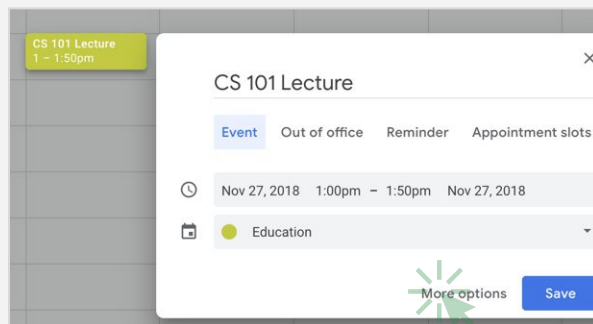 CS 101 Lecture
1 – 1:50pm
CS 101 Lecture
Event Out of office Reminder Appointment slots
Nov 27, 2018 1:00pm – 1:50pm Nov 27, 2018
Education
More options Save